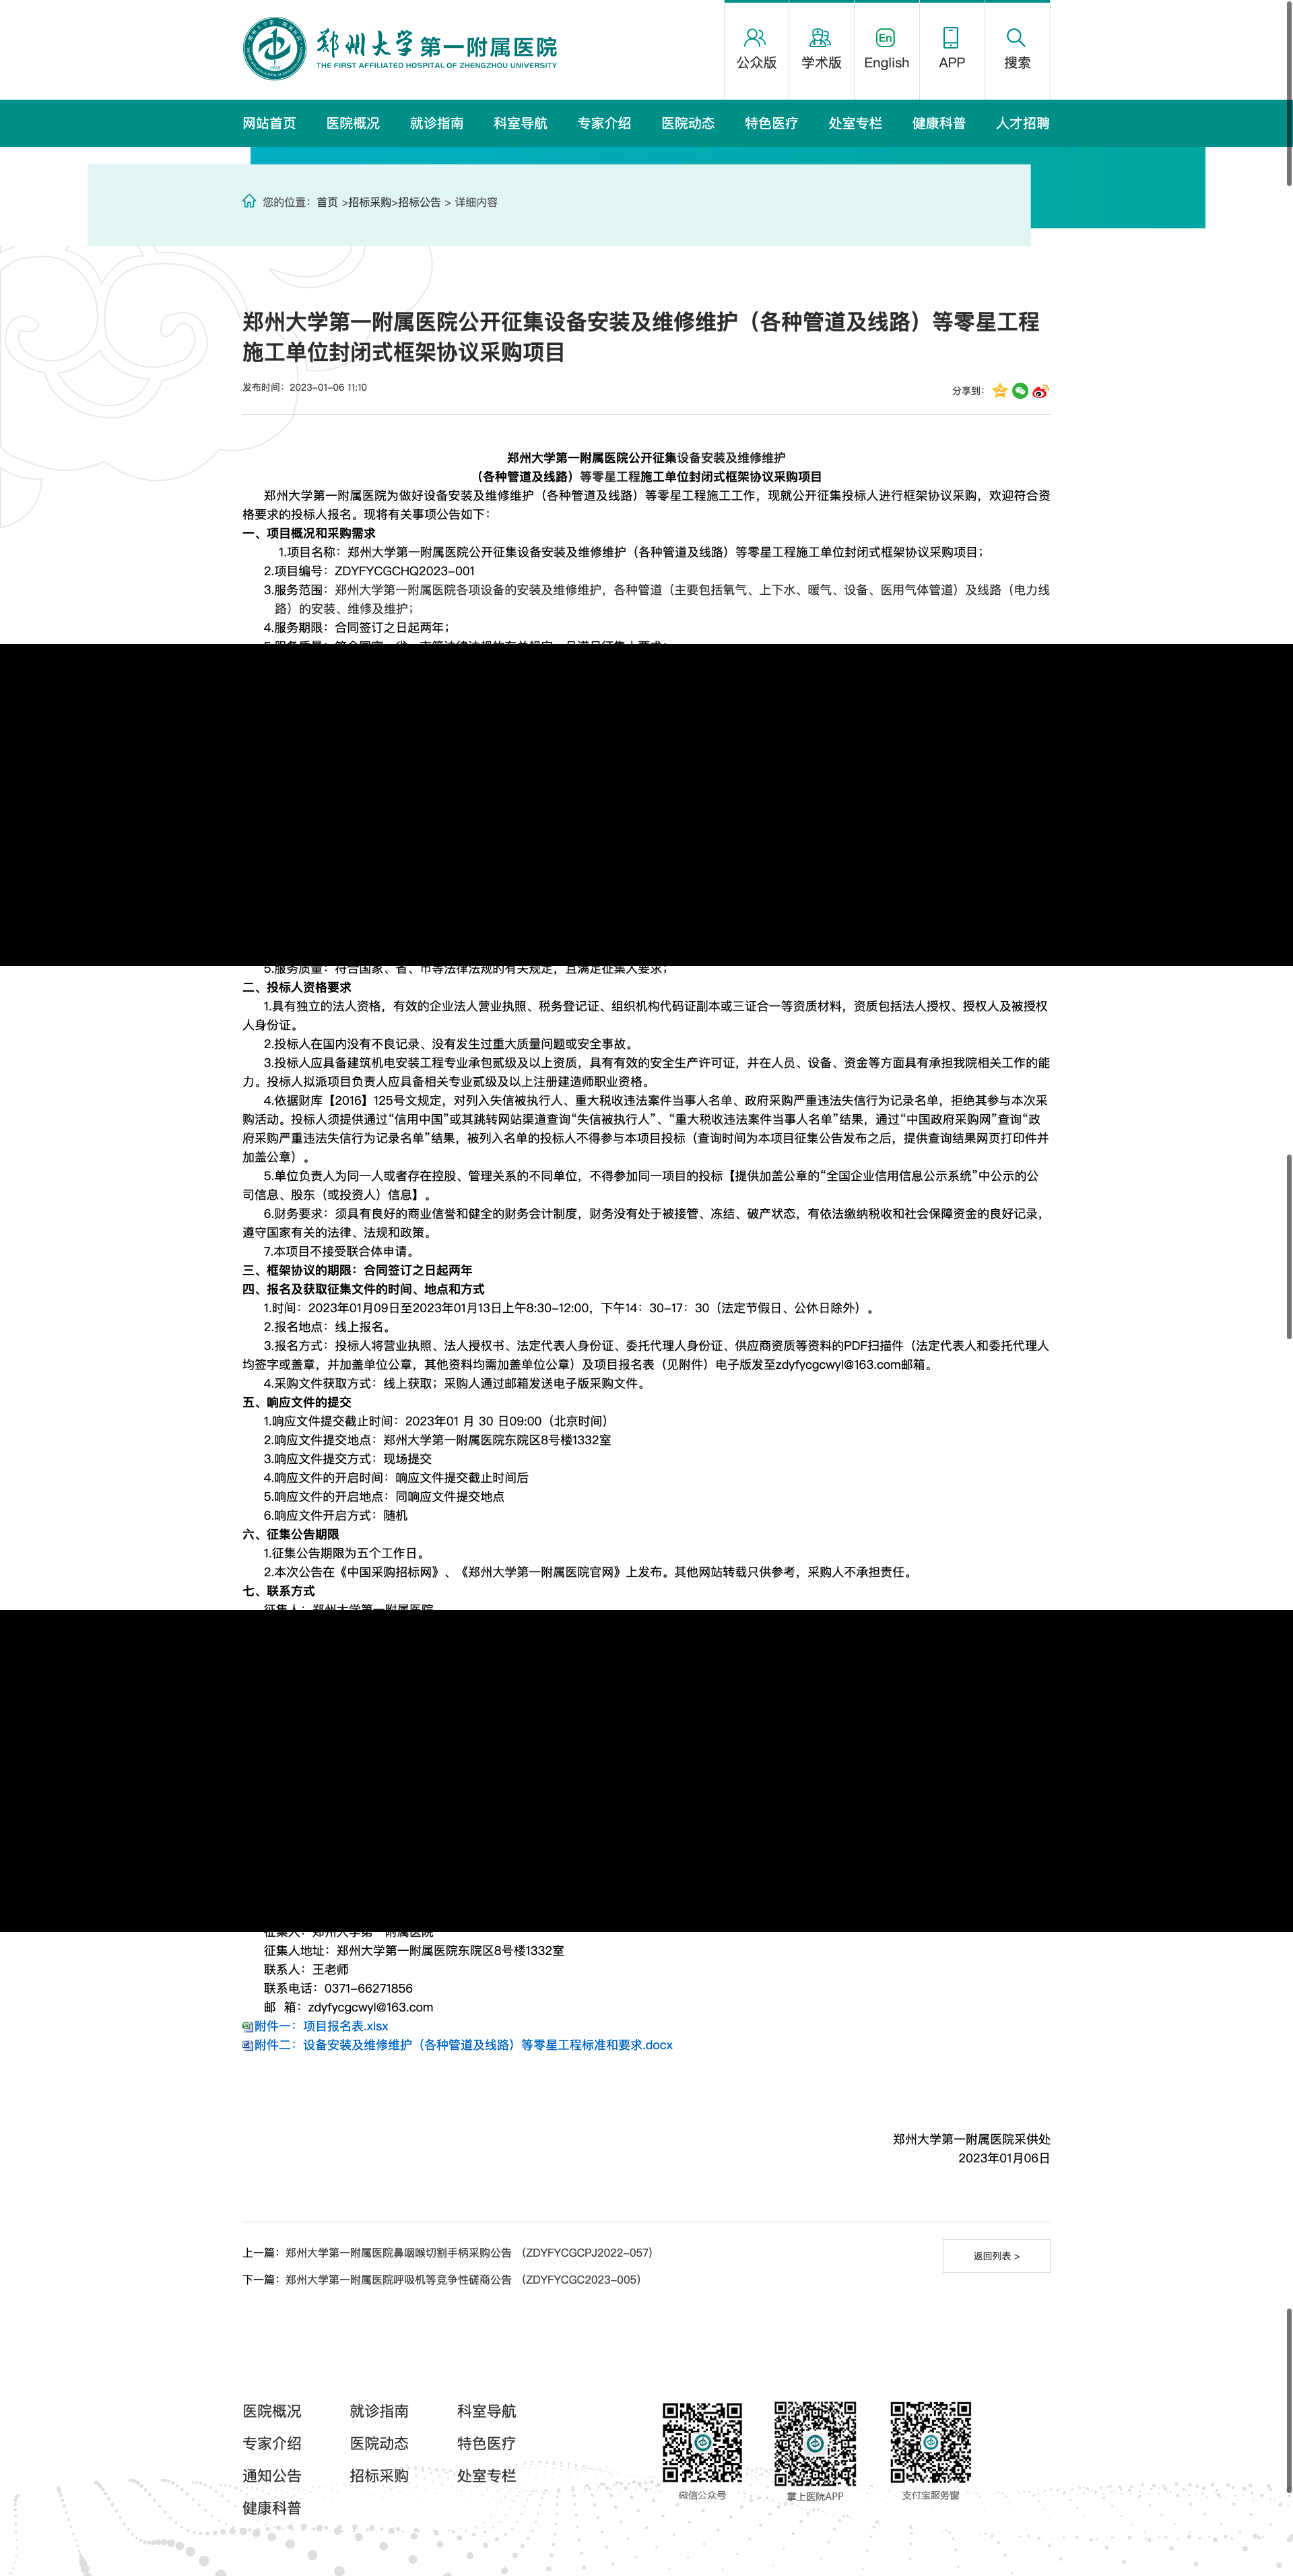 郑州大学第一附属医院
THE FIRST AFFILIATED HOSPITAL OF ZHENGZHOU UNIVERSITY
公众版
学术版
English
APP
搜索
网站首页 医院概况 就诊指南 科室导航 专家介绍 医院动态 特色医疗 处室专栏 健康科普 人才招聘
您的位置：首页 >招标采购>招标公告 > 详细内容
郑州大学第一附属医院公开征集设备安装及维修维护（各种管道及线路）等零星工程
施工单位封闭式框架协议采购项目
发布时间：2023-01-06 11:10
分享到：
郑州大学第一附属医院公开征集设备安装及维修维护
（各种管道及线路）等零星工程施工单位封闭式框架协议采购项目
郑州大学第一附属医院为做好设备安装及维修维护（各种管道及线路）等零星工程施工工作，现就公开征集投标人进行框架协议采购，欢迎符合资
格要求的投标人报名。现将有关事项公告如下：
一、项目概况和采购需求
1.项目名称：郑州大学第一附属医院公开征集设备安装及维修维护（各种管道及线路）等零星工程施工单位封闭式框架协议采购项目；
2.项目编号：ZDYFYCGCHQ2023-001
3.服务范围：郑州大学第一附属医院各项设备的安装及维修维护，各种管道（主要包括氧气、上下水、暖气、设备、医用气体管道）及线路（电力线
路）的安装、维修及维护；
4.服务期限：合同签订之日起两年；
5.服务质量：符合国家、省、市等法律法规的有关规定，且满足征集人要求；
5.服务质量：符合国家、省、市等法律法规的有关规定，且满足征集人要求；
二、投标人资格要求
1.具有独立的法人资格，有效的企业法人营业执照、税务登记证、组织机构代码证副本或三证合一等资质材料，资质包括法人授权、授权人及被授权
人身份证。
2.投标人在国内没有不良记录、没有发生过重大质量问题或安全事故。
3.投标人应具备建筑机电安装工程专业承包贰级及以上资质，具有有效的安全生产许可证，并在人员、设备、资金等方面具有承担我院相关工作的能
力。投标人拟派项目负责人应具备相关专业贰级及以上注册建造师职业资格。
4.依据财库【2016】125号文规定，对列入失信被执行人、重大税收违法案件当事人名单、政府采购严重违法失信行为记录名单，拒绝其参与本次采
购活动。投标人须提供通过“信用中国”或其跳转网站渠道查询“失信被执行人”、“重大税收违法案件当事人名单”结果，通过“中国政府采购网”查询“政
府采购严重违法失信行为记录名单”结果，被列入名单的投标人不得参与本项目投标（查询时间为本项目征集公告发布之后，提供查询结果网页打印件并
加盖公章）。
5.单位负责人为同一人或者存在控股、管理关系的不同单位，不得参加同一项目的投标【提供加盖公章的“全国企业信用信息公示系统”中公示的公
司信息、股东（或投资人）信息】。
6.财务要求：须具有良好的商业信誉和健全的财务会计制度，财务没有处于被接管、冻结、破产状态，有依法缴纳税收和社会保障资金的良好记录，
遵守国家有关的法律、法规和政策。
7.本项目不接受联合体申请。
三、框架协议的期限：合同签订之日起两年
四、报名及获取征集文件的时间、地点和方式
1.时间：2023年01月09日至2023年01月13日上午8:30-12:00，下午14：30-17：30（法定节假日、公休日除外）。
2.报名地点：线上报名。
3.报名方式：投标人将营业执照、法人授权书、法定代表人身份证、委托代理人身份证、供应商资质等资料的PDF扫描件（法定代表人和委托代理人
均签字或盖章，并加盖单位公章，其他资料均需加盖单位公章）及项目报名表（见附件）电子版发至zdyfycgcwyl@163.com邮箱。
4.采购文件获取方式：线上获取；采购人通过邮箱发送电子版采购文件。
五、响应文件的提交
1.响应文件提交截止时间：2023年01 月 30 日09:00（北京时间）
2.响应文件提交地点：郑州大学第一附属医院东院区8号楼1332室
3.响应文件提交方式：现场提交
4.响应文件的开启时间：响应文件提交截止时间后
5.响应文件的开启地点：同响应文件提交地点
6.响应文件开启方式：随机
六、征集公告期限
1.征集公告期限为五个工作日。
2.本次公告在《中国采购招标网》、《郑州大学第一附属医院官网》上发布。其他网站转载只供参考，采购人不承担责任。
七、联系方式
征集人：郑州大学第一附属医院
征集人：郑州大学第一附属医院
征集人地址：郑州大学第一附属医院东院区8号楼1332室
联系人：王老师
联系电话：0371-66271856
邮 箱：zdyfycgcwyl@163.com
附件一：项目报名表.xlsx
附件二：设备安装及维修维护（各种管道及线路）等零星工程标准和要求.docx
郑州大学第一附属医院采供处
2023年01月06日
上一篇：郑州大学第一附属医院鼻咽喉切割手柄采购公告 （ZDYFYCGCPJ2022-057）
返回列表 >
下一篇：郑州大学第一附属医院呼吸机等竞争性磋商公告 （ZDYFYCGC2023-005）
医院概况 就诊指南 科室导航
专家介绍 医院动态 特色医疗
通知公告 招标采购 处室专栏
健康科普
微信公众号 掌上医院APP 支付宝服务窗